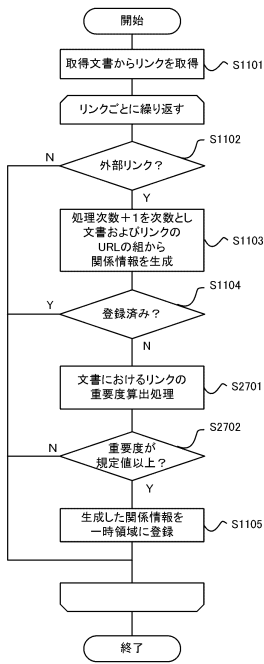 開始
取得文書からリンクを取得
S1101
リンクごとに繰り返す
S1102
N
外部リンク？
Y
処理次数＋1を次数とし
文書およびリンクの
URLの組から
関係情報を生成
S1103
S1104
Y
登録済み？
N
文書におけるリンクの
重要度算出処理
S2701
S2702
N
重要度が
規定値以上？
Y
生成した関係情報を
一時領域に登録
S1105
終了